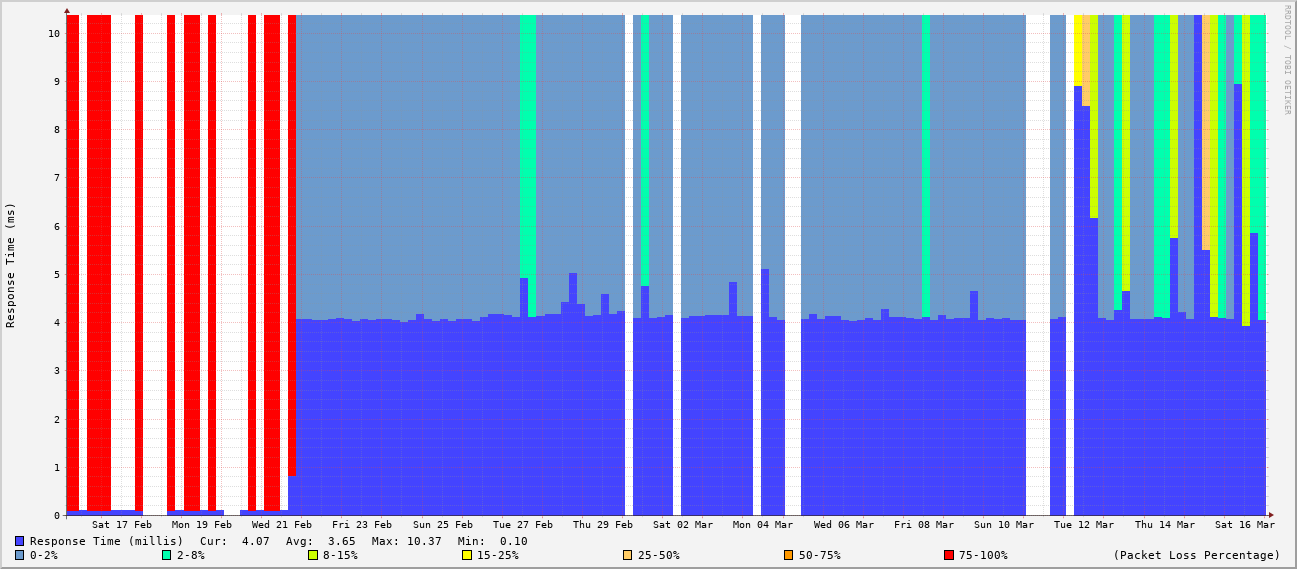 RRDTOOL / TOBI OETIKER
Response Time (ms)
10
9
8
7
6
5
4
3
2
1
0
Sat 17 Feb Mon 19 Feb Wed 21 Feb Fri 23 Feb Sun 25 Feb Tue 27 Feb Thu 29 Feb Sat 02 Mar Mon 04 Mar Wed 06 Mar Fri 08 Mar Sun 10 Mar Tue 12 Mar Thu 14 Mar Sat 16 Mar
Response Time (millis) Cur: 4.07 Avg: 3.65 Max: 10.37 Min: 0.10
0-2% 2-8% 8-15% 15-25% 25-50% 50-75% 75-100% (Packet Loss Percentage)